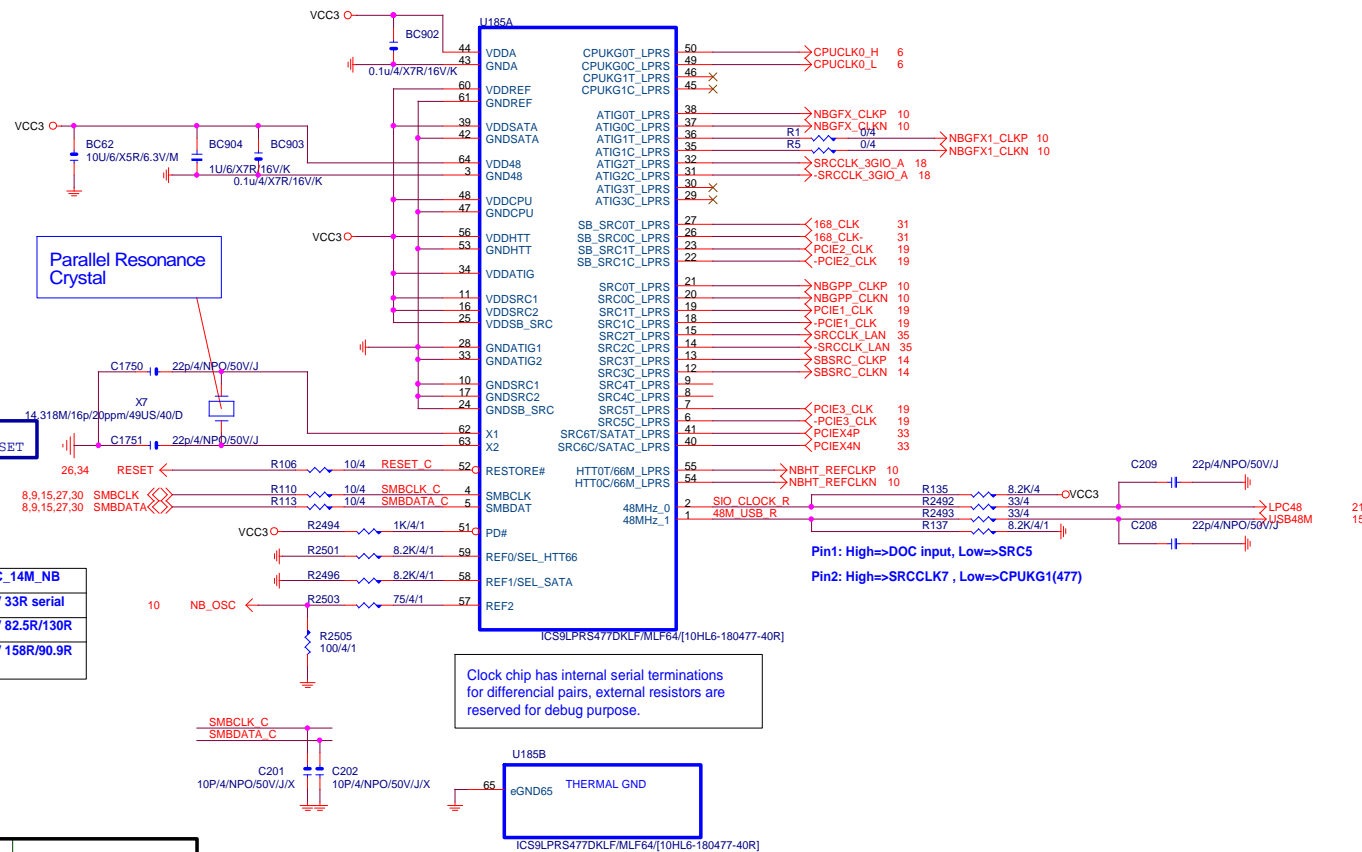 VCC3
BC902
0.1u/4/X7R/16V/K
VCC3
BC62
10U/6/X5R/6.3V/M
BC904
1U/6/X7R/16V/K
BC903
0.1u/4/X7R/16V/K
VCC3
Parallel Resonance
Crystal
C1750
22p/4/NPO/50V/J
X7
14.318M/16p/20ppm/49US/40/D
C1751
22p/4/NPO/50V/J
SET
26,34 RESET
R106 10/4 RESET_C
8,9,15,27,30 SMBCLK
R110 10/4 SMBCLK_C
8,9,15,27,30 SMBDATA
R113 10/4 SMBDATA_C
VCC3
R2494 1K/4/1
R2501 8.2K/4/1
R2496 8.2K/4/1
10 NB_OSC
R2503 75/4/1
R2505
100/4/1
C_14M_NB
/ 33R serial
/ 82.5R/130R
/ 158R/90.9R
U185A
44 VDDA
43 GNDA
60 VDDREF
61 GNDREF
39 VDDSATA
42 GNDSATA
64 VDD48
3 GND48
48 VDDCPU
47 GNDCPU
56 VDDHTT
53 GNDHTT
34 VDDATIG
11 VDDSRC1
16 VDDSRC2
25 VDDSB_SRC
28 GNDATIG1
33 GNDATIG2
10 GNDSRC1
17 GNDSRC2
24 GNDSB_SRC
62 X1
63 X2
52 RESTORE#
4 SMBCLK
5 SMBDAT
51 PD#
59 REF0/SEL_HTT66
58 REF1/SEL_SATA
57 REF2
CPUKG0T_LPRS 50 CPUCLK0_H 6
CPUKG0C_LPRS 49 CPUCLK0_L 6
CPUKG1T_LPRS 46
CPUKG1C_LPRS 45
ATIG0T_LPRS 38 NBGFX_CLKP 10
ATIG0C_LPRS 37 NBGFX_CLKN 10
ATIG1T_LPRS 36 R1 0/4 NBGFX1_CLKP 10
ATIG1C_LPRS 35 R5 0/4 NBGFX1_CLKN 10
ATIG2T_LPRS 32 SRCCLK_3GIO_A 18
ATIG2C_LPRS 31 -SRCCLK_3GIO_A 18
ATIG3T_LPRS 30
ATIG3C_LPRS 29
SB_SRC0T_LPRS 27 168_CLK 31
SB_SRC0C_LPRS 26 168_CLK- 31
SB_SRC1T_LPRS 23 PCIE2_CLK 19
SB_SRC1C_LPRS 22 -PCIE2_CLK 19
SRC0T_LPRS 21 NBGPP_CLKP 10
SRC0C_LPRS 20 NBGPP_CLKN 10
SRC1T_LPRS 19 PCIE1_CLK 19
SRC1C_LPRS 18 -PCIE1_CLK 19
SRC2T_LPRS 15 SRCCLK_LAN 35
SRC2C_LPRS 14 -SRCCLK_LAN 35
SRC3T_LPRS 13 SBSRC_CLKP 14
SRC3C_LPRS 12 SBSRC_CLKN 14
SRC4T_LPRS 9
SRC4C_LPRS 8
SRC5T_LPRS 7 PCIE3_CLK 19
SRC5C_LPRS 6 -PCIE3_CLK 19
SRC6T/SATAT_LPRS 41 PCIEX4P 33
SRC6C/SATAC_LPRS 40 PCIEX4N 33
HTT0T/66M_LPRS 55 NBHT_REFCLKP 10
HTT0C/66M_LPRS 54 NBHT_REFCLKN 10
48MHz_0 2 SIO_CLOCK_R
48MHz_1 1 48M_USB_R
R135 8.2K/4 VCC3
R2492 33/4 LPC48 21
R2493 33/4 USB48M
R137 8.2K/4/1
C209 22p/4/NPO/50V/J
C208 22p/4/NPO/50V/J
Pin1: High=>DOC input, Low=>SRC5
Pin2: High=>SRCCLK7 , Low=>CPUKG1(477)
ICS9LPRS477DKLF/MLF64/[10HL6-180477-40R]
Clock chip has internal serial terminations
for differencial pairs, external resistors are
reserved for debug purpose.
SMBCLK_C
SMBDATA_C
C201
10P/4/NPO/50V/J/X
C202
10P/4/NPO/50V/J/X
U185B
65 eGND65 THERMAL GND
ICS9LPRS477DKLF/MLF64/[10HL6-180477-40R]